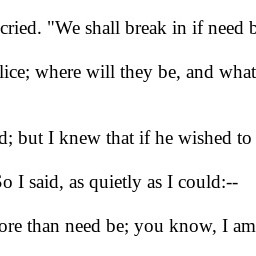 cried. "We shall break in if need b
lice; where will they be, and what
d; but I knew that if he wished to
So I said, as quietly as I could:--
ore than need be; you know, I am